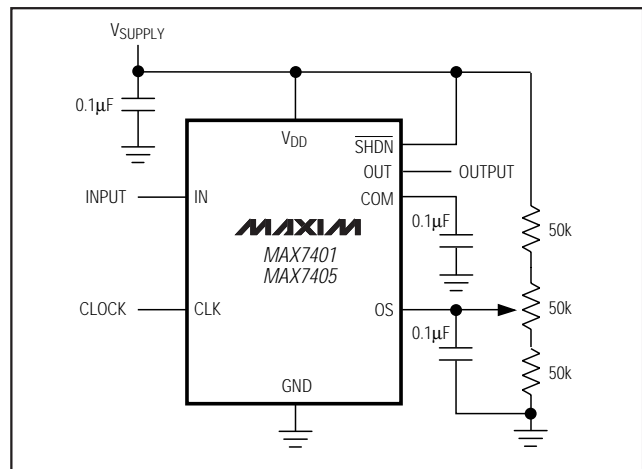 VSUPPLY
0.1μF
VDD
SHDN
OUT
OUTPUT
INPUT
IN
COM
MAXIM
0.1μF
50k
MAX7401
MAX7405
CLOCK
CLK
OS
50k
0.1μF
50k
GND